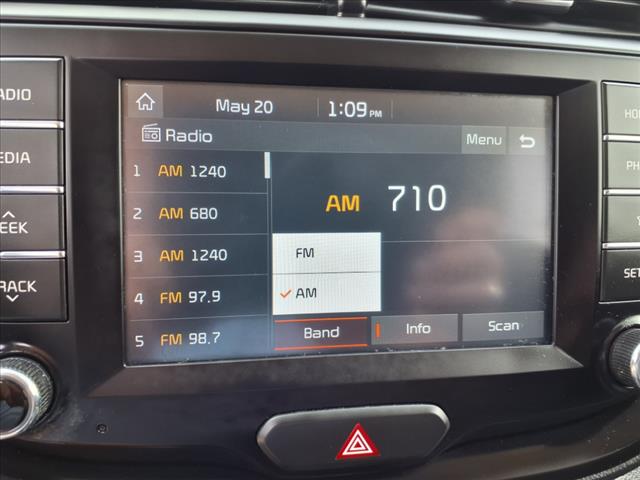 May 20 1:09 PM
Radio Menu
1 AM 1240
2 AM 680
3 AM 1240
4 FM 97.9
5 FM 98.7
AM 710
FM
AM
Band Info Scan
ADIO
EDIA
EEK
RACK
HO
PH
SET